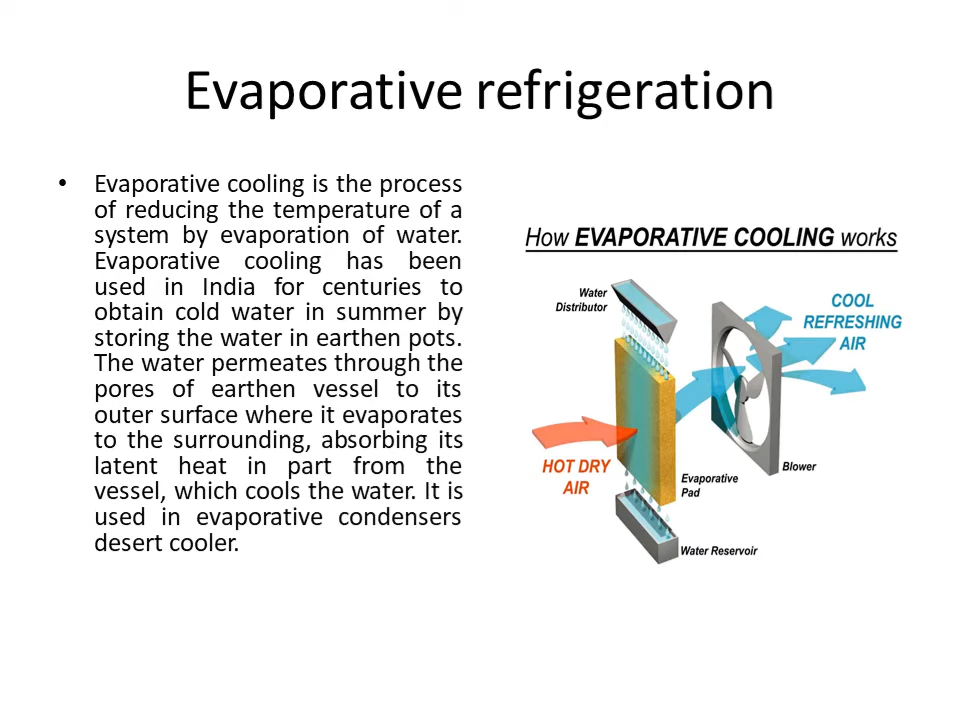 Evaporative refrigeration
• Evaporative cooling is the process
of reducing the temperature of a
system by evaporation of water.
Evaporative cooling has been
used in India for centuries to
obtain cold water in summer by
storing the water in earthen pots.
The water permeates through the
pores of earthen vessel to its
outer surface where it evaporates
to the surrounding, absorbing its
latent heat in part from the
vessel, which cools the water. It is
used in evaporative condensers
desert cooler.
How EVAPORATIVE COOLING works
Water
Distributor
COOL
REFRESHING
AIR
HOT DRY
AIR
Evaporative
Pad
Blower
Water Reservoir